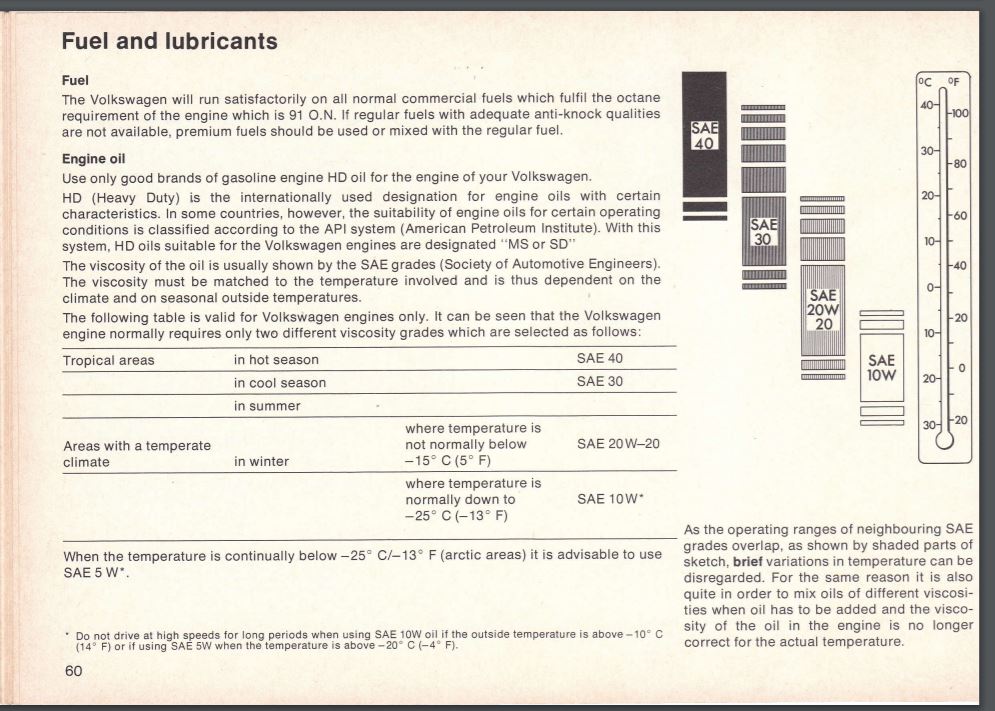 Fuel and lubricants
Fuel
The Volkswagen will run satisfactorily on all normal commercial fuels which fulfil the octane
requirement of the engine which is 91 O.N. If regular fuels with adequate anti-knock qualities
are not available, premium fuels should be used or mixed with the regular fuel.
Engine oil
Use only good brands of gasoline engine HD oil for the engine of your Volkswagen.
HD (Heavy Duty) is the internationally used designation for engine oils with certain
characteristics. In some countries, however, the suitability of engine oils for certain operating
conditions is classified according to the API system (American Petroleum Institute). With this
system, HD oils suitable for the Volkswagen engines are designated "MS or SD"
The viscosity of the oil is usually shown by the SAE grades (Society of Automotive Engineers).
The viscosity must be matched to the temperature involved and is thus dependent on the
climate and on seasonal outside temperatures.
The following table is valid for Volkswagen engines only. It can be seen that the Volkswagen
engine normally requires only two different viscosity grades which are selected as follows:
Tropical areas in hot season SAE 40
in cool season SAE 30
in summer
where temperature is
Areas with a temperate not normally below SAE 20W–20
climate in winter –15° C (5° F)
where temperature is
normally down to SAE 10W*
–25° C (–13° F)
When the temperature is continually below –25° C/–13° F (arctic areas) it is advisable to use
SAE 5 W*.
* Do not drive at high speeds for long periods when using SAE 10W oil if the outside temperature is above –10° C
(14° F) or if using SAE 5W when the temperature is above –20° C (–4° F).
60
SAE
40
SAE
30
SAE
20W
20
SAE
10W
°C °F
40
100
30
80
20
60
10
40
0
20
10
0
20
20
30
As the operating ranges of neighbouring SAE
grades overlap, as shown by shaded parts of
sketch, brief variations in temperature can be
disregarded. For the same reason it is also
quite in order to mix oils of different viscosi-
ties when oil has to be added and the visco-
sity of the oil in the engine is no longer
correct for the actual temperature.